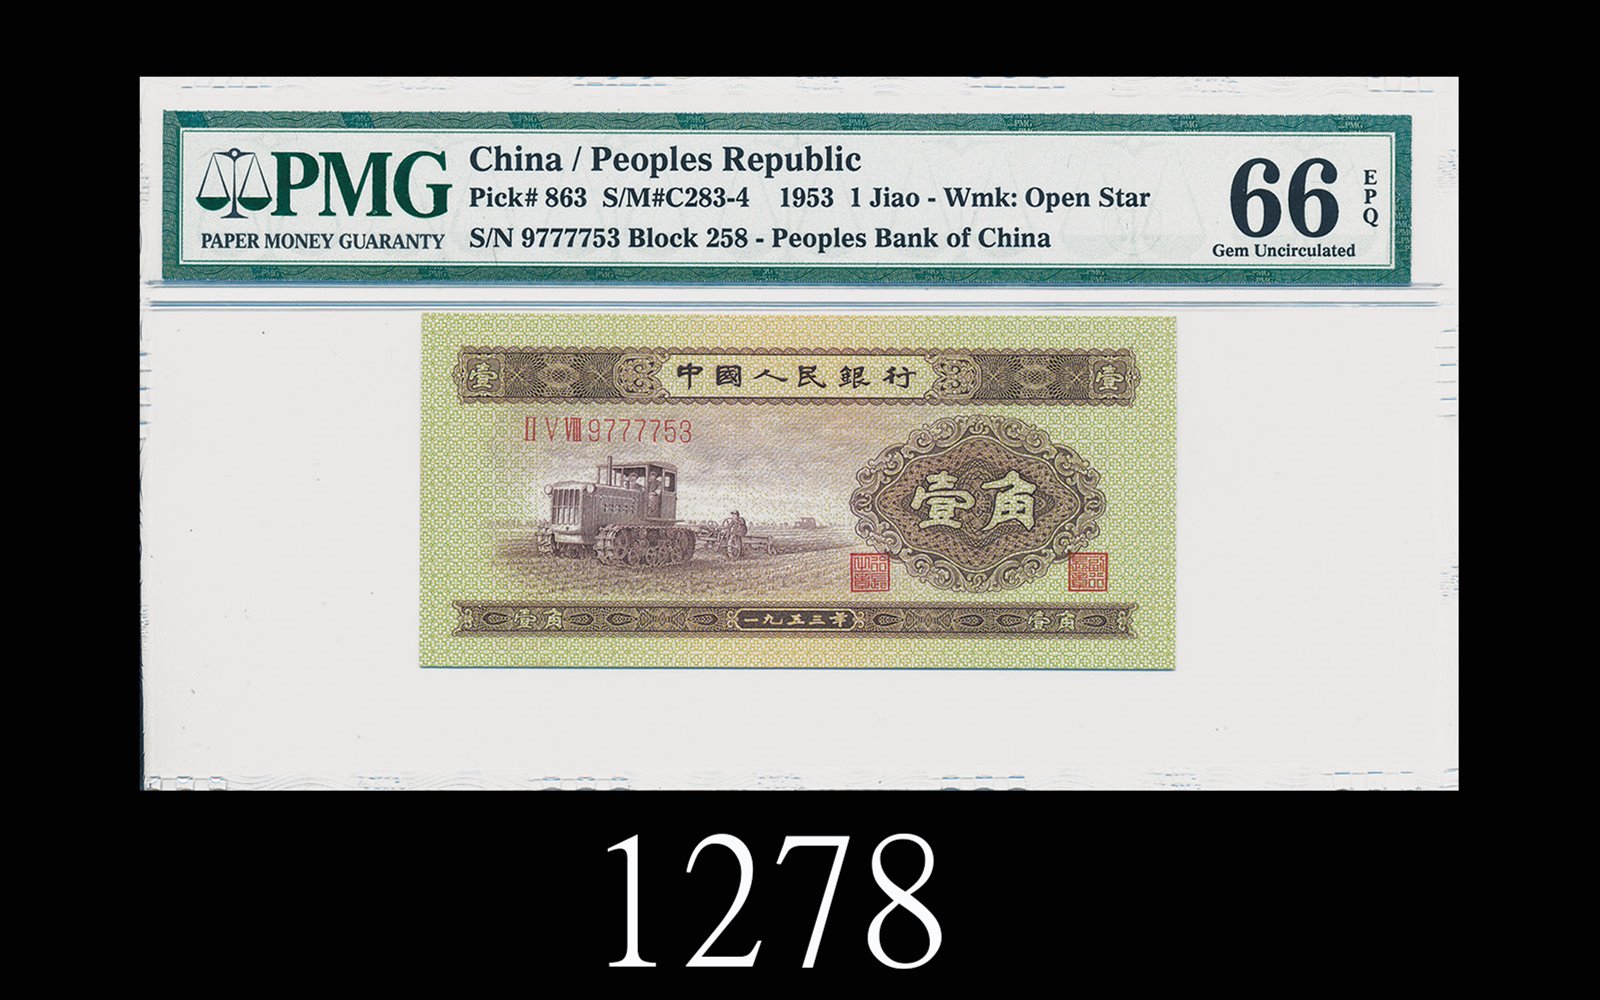 PMG
PAPER MONEY GUARANTY
China / Peoples Republic
Pick# 863 S/M#C283-4 1953 1 Jiao - Wmk: Open Star
S/N 9777753 Block 258 - Peoples Bank of China
66
EPQ
Gem Uncirculated
壹 中國人民銀行 壹
II V VIII 9777753
壹角
壹角 一九五三年 壹角
1278